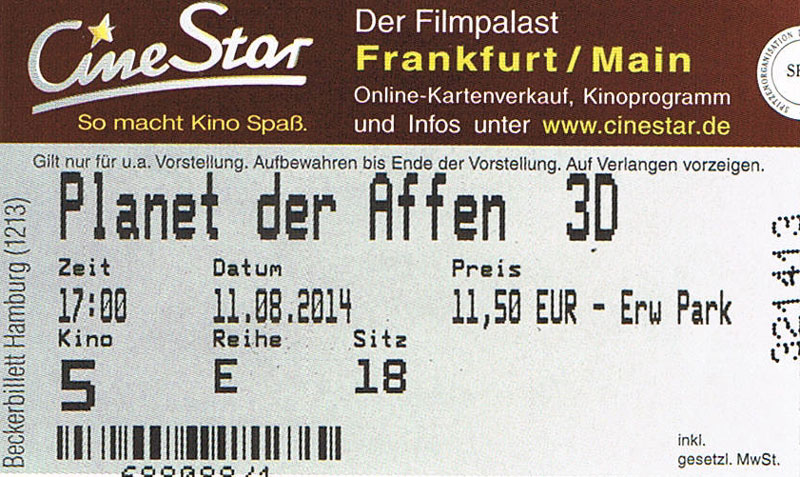 CineStar
So macht Kino Spaß.
Der Filmpalast
Frankfurt / Main
Online-Kartenverkauf, Kinoprogramm
und Infos unter www.cinestar.de
Gilt nur für u.a. Vorstellung. Aufbewahren bis Ende der Vorstellung. Auf Verlangen vorzeigen.
Planet der Affen 3D
Zeit Datum Preis
17:00 11.08.2014 11,50 EUR - Erw Park
Kino Reihe Sitz
5 E 18
inkl.
gesetzl. MwSt.
Beckerbillett Hamburg (1213)
SPITZENORGANISATION